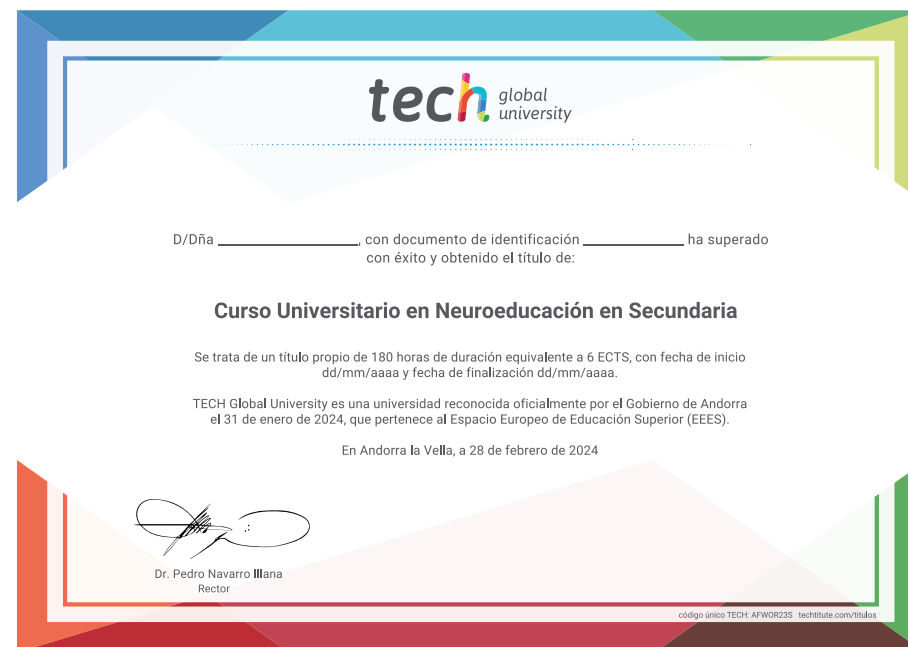 tech global university
D/Dña ____________________, con documento de identificación ______________ ha superado
con éxito y obtenido el título de:
Curso Universitario en Neuroeducación en Secundaria
Se trata de un título propio de 180 horas de duración equivalente a 6 ECTS, con fecha de inicio
dd/mm/aaaa y fecha de finalización dd/mm/aaaa.
TECH Global University es una universidad reconocida oficialmente por el Gobierno de Andorra
el 31 de enero de 2024, que pertenece al Espacio Europeo de Educación Superior (EEES).
En Andorra la Vella, a 28 de febrero de 2024
Dr. Pedro Navarro Illana
Rector
código único TECH: AFWOR23S techtitute.com/titulos